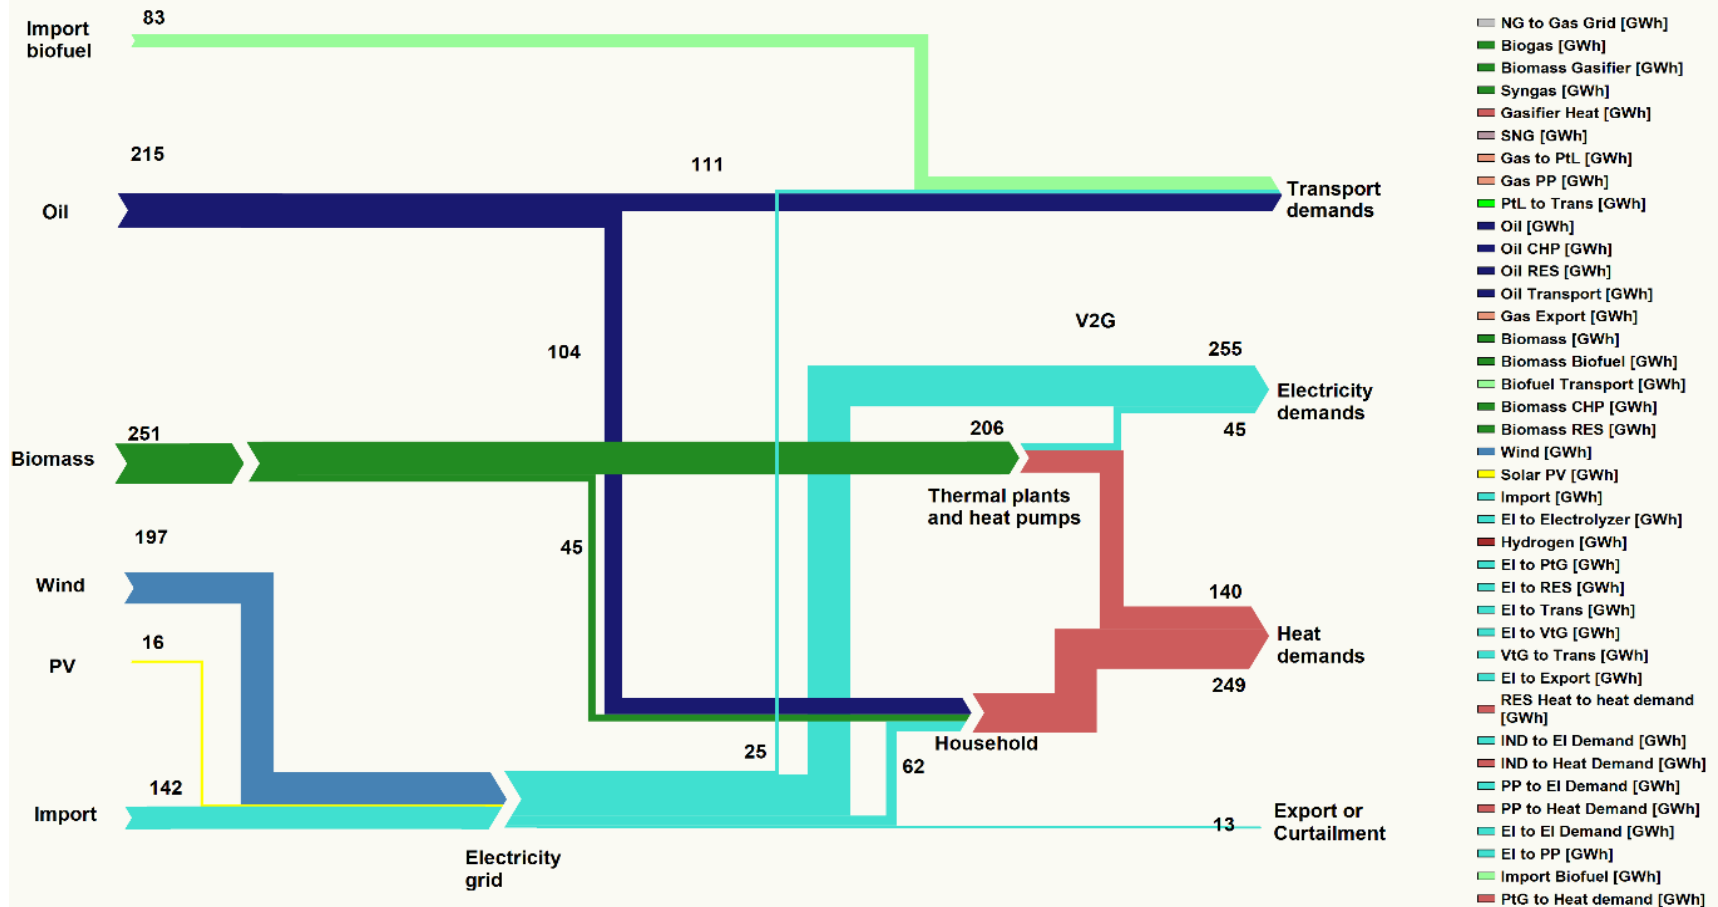 83
Import
biofuel
215
111
Oil
Transport
demands
V2G
104
255
Electricity
demands
45
251
206
Biomass
Thermal plants
and heat pumps
197
45
Wind
140
16
PV
Heat
demands
249
25
Household
62
142
Import
13
Export or
Curtailment
Electricity
grid
NG to Gas Grid [GWh]
Biogas [GWh]
Biomass Gasifier [GWh]
Syngas [GWh]
Gasifier Heat [GWh]
SNG [GWh]
Gas to PtL [GWh]
Gas PP [GWh]
PtL to Trans [GWh]
Oil [GWh]
Oil CHP [GWh]
Oil RES [GWh]
Oil Transport [GWh]
Gas Export [GWh]
Biomass [GWh]
Biomass Biofuel [GWh]
Biofuel Transport [GWh]
Biomass CHP [GWh]
Biomass RES [GWh]
Wind [GWh]
Solar PV [GWh]
Import [GWh]
El to Electrolyzer [GWh]
Hydrogen [GWh]
El to PtG [GWh]
El to RES [GWh]
El to Trans [GWh]
El to VtG [GWh]
VtG to Trans [GWh]
El to Export [GWh]
RES Heat to heat demand
[GWh]
IND to El Demand [GWh]
IND to Heat Demand [GWh]
PP to El Demand [GWh]
PP to Heat Demand [GWh]
El to El Demand [GWh]
El to PP [GWh]
Import Biofuel [GWh]
PtG to Heat demand [GWh]